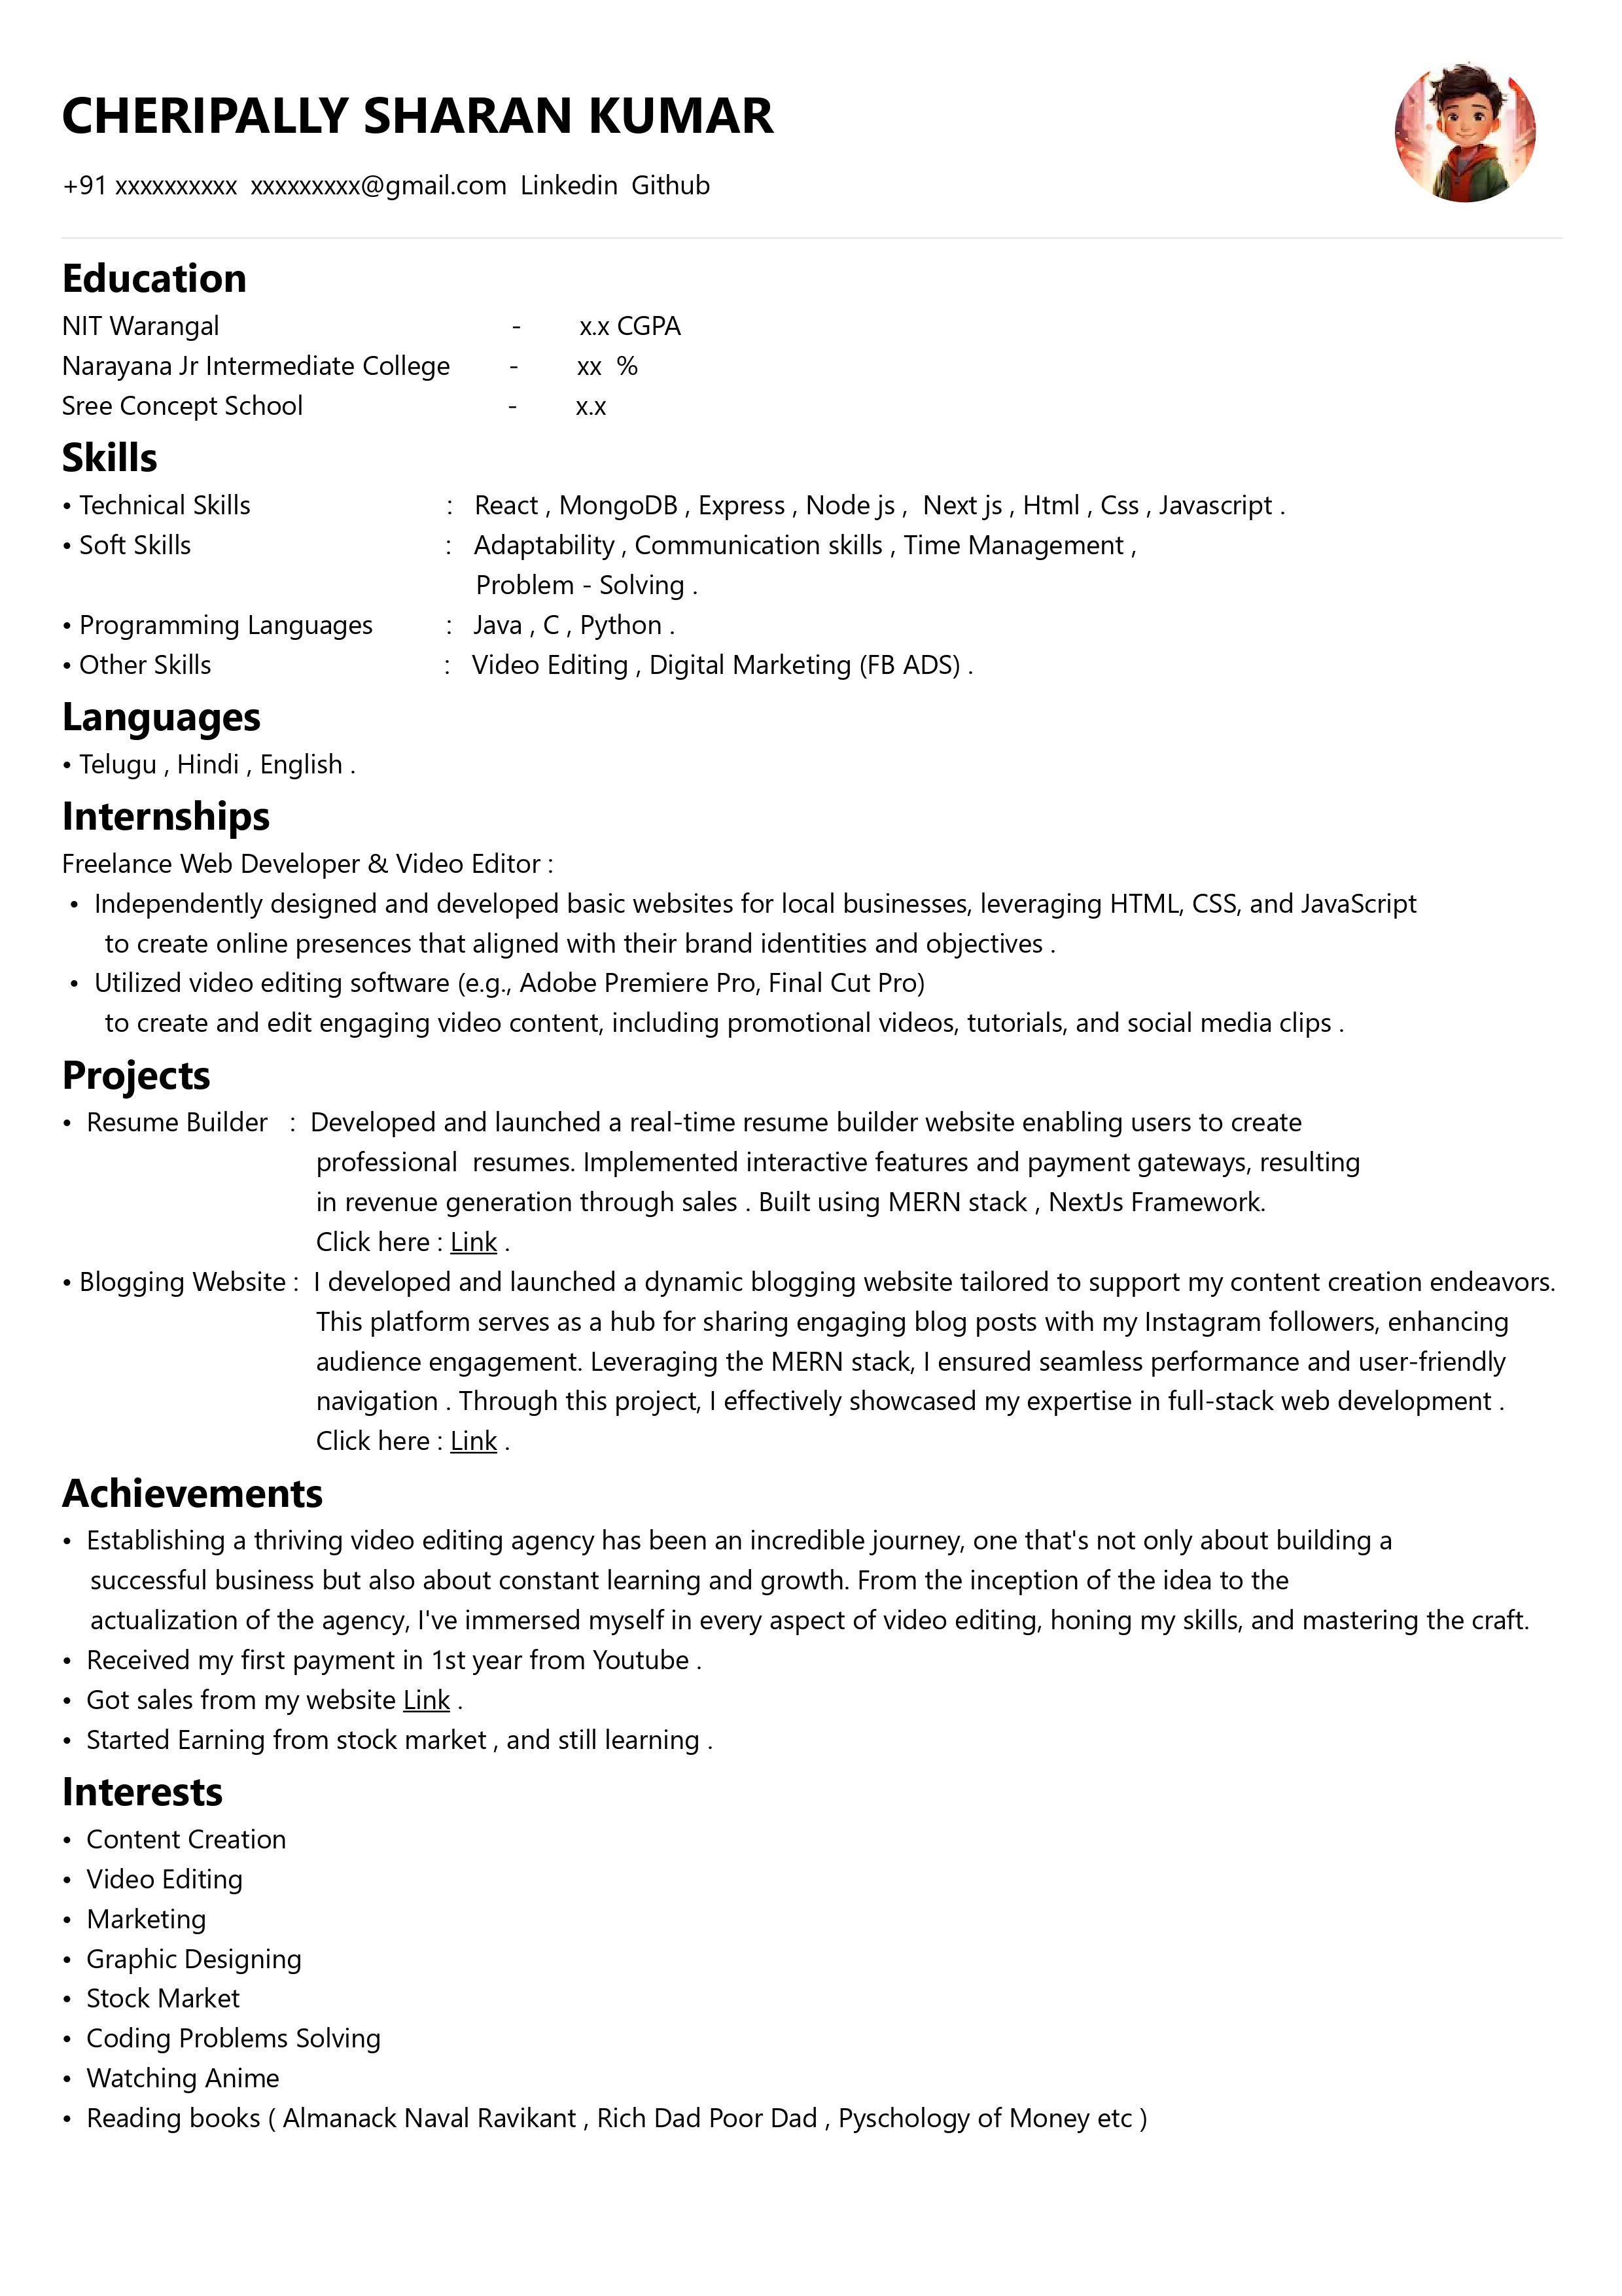 CHERIPALLY SHARAN KUMAR
+91 xxxxxxxxxx xxxxxxxxx@gmail.com Linkedin Github
Education
NIT Warangal - x.x CGPA
Narayana Jr Intermediate College - xx %
Sree Concept School - x.x
Skills
• Technical Skills : React , MongoDB , Express , Node js , Next js , Html , Css , Javascript .
• Soft Skills : Adaptability , Communication skills , Time Management ,
Problem - Solving .
• Programming Languages : Java , C , Python .
• Other Skills : Video Editing , Digital Marketing (FB ADS) .
Languages
• Telugu , Hindi , English .
Internships
Freelance Web Developer & Video Editor :
• Independently designed and developed basic websites for local businesses, leveraging HTML, CSS, and JavaScript
to create online presences that aligned with their brand identities and objectives .
• Utilized video editing software (e.g., Adobe Premiere Pro, Final Cut Pro)
to create and edit engaging video content, including promotional videos, tutorials, and social media clips .
Projects
• Resume Builder : Developed and launched a real-time resume builder website enabling users to create
professional resumes. Implemented interactive features and payment gateways, resulting
in revenue generation through sales . Built using MERN stack , NextJs Framework.
Click here : Link .
• Blogging Website : I developed and launched a dynamic blogging website tailored to support my content creation endeavors.
This platform serves as a hub for sharing engaging blog posts with my Instagram followers, enhancing
audience engagement. Leveraging the MERN stack, I ensured seamless performance and user-friendly
navigation . Through this project, I effectively showcased my expertise in full-stack web development .
Click here : Link .
Achievements
• Establishing a thriving video editing agency has been an incredible journey, one that's not only about building a
successful business but also about constant learning and growth. From the inception of the idea to the
actualization of the agency, I've immersed myself in every aspect of video editing, honing my skills, and mastering the craft.
• Received my first payment in 1st year from Youtube .
• Got sales from my website Link .
• Started Earning from stock market , and still learning .
Interests
• Content Creation
• Video Editing
• Marketing
• Graphic Designing
• Stock Market
• Coding Problems Solving
• Watching Anime
• Reading books ( Almanack Naval Ravikant , Rich Dad Poor Dad , Pyschology of Money etc )